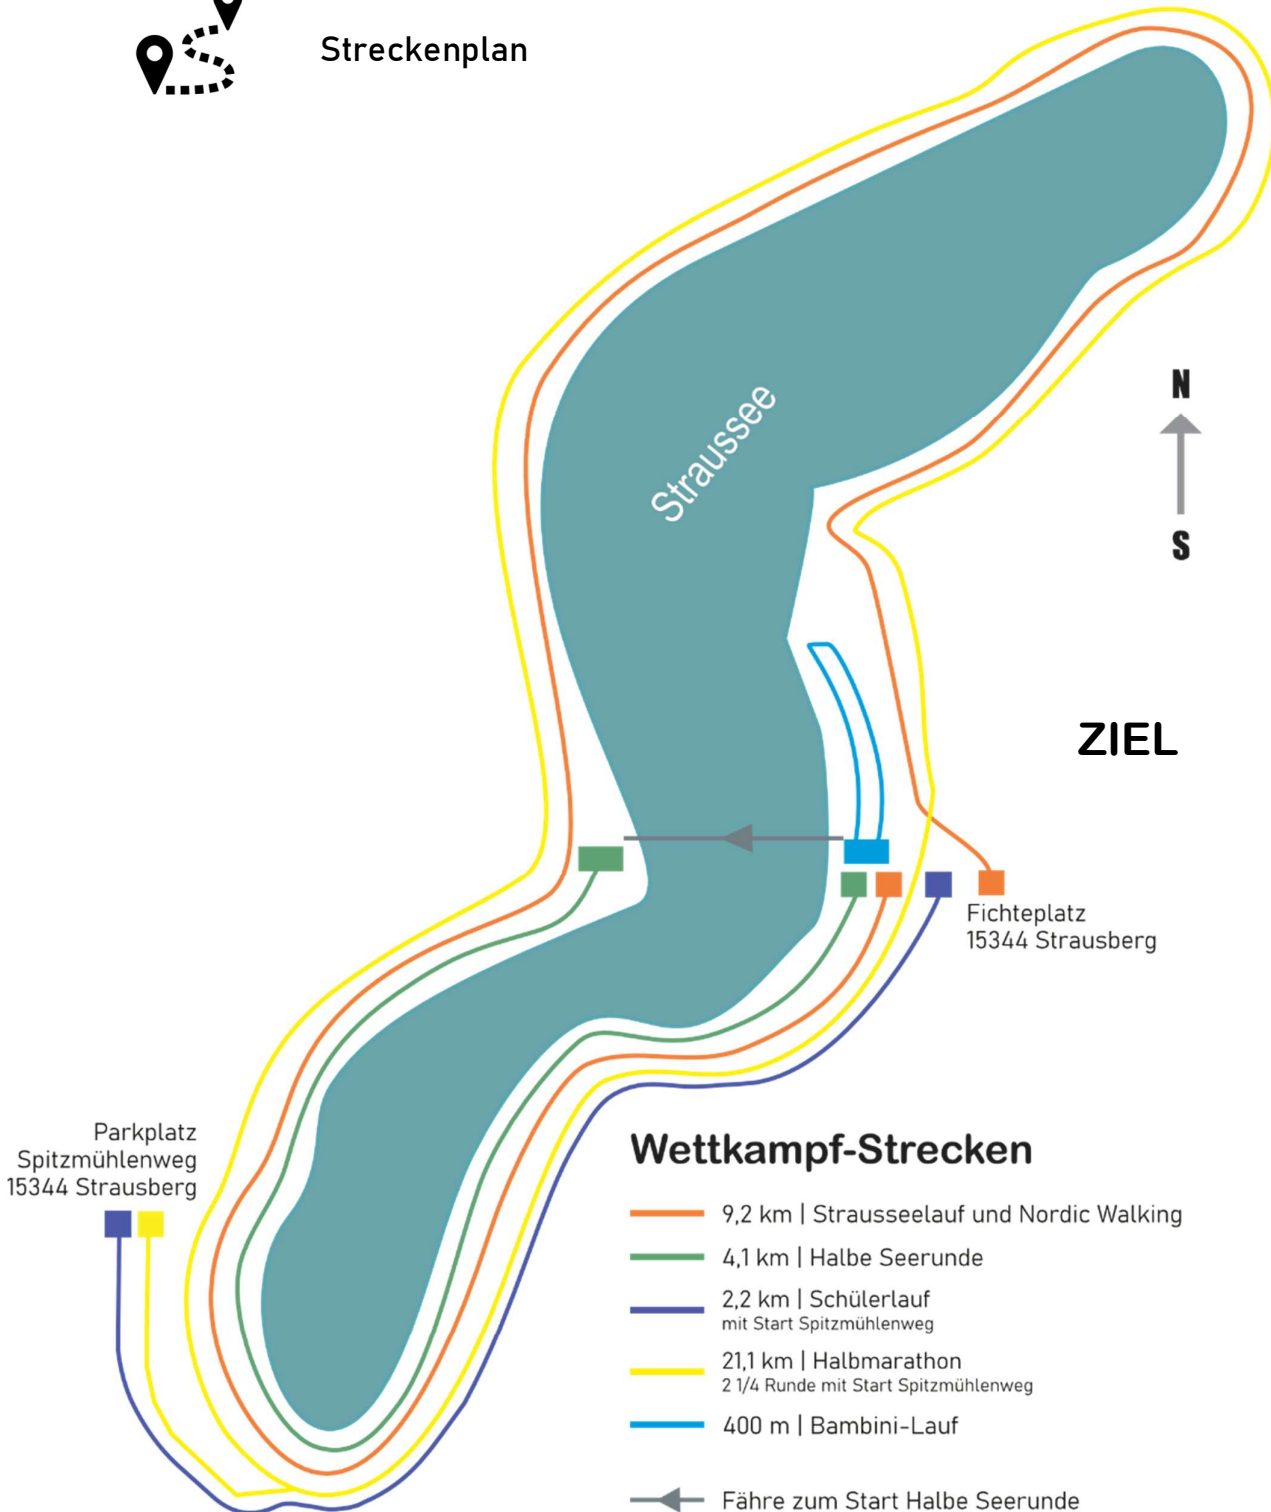 Streckenplan
Straussee
N
S
ZIEL
Fichteplatz
15344 Strausberg
Parkplatz
Spitzmühlenweg
15344 Strausberg
Wettkampf-Strecken
9,2 km | Strausseelauf und Nordic Walking
4,1 km | Halbe Seerunde
2,2 km | Schülerlauf
mit Start Spitzmühlenweg
21,1 km | Halbmarathon
2 1/4 Runde mit Start Spitzmühlenweg
400 m | Bambini-Lauf
Fähre zum Start Halbe Seerunde